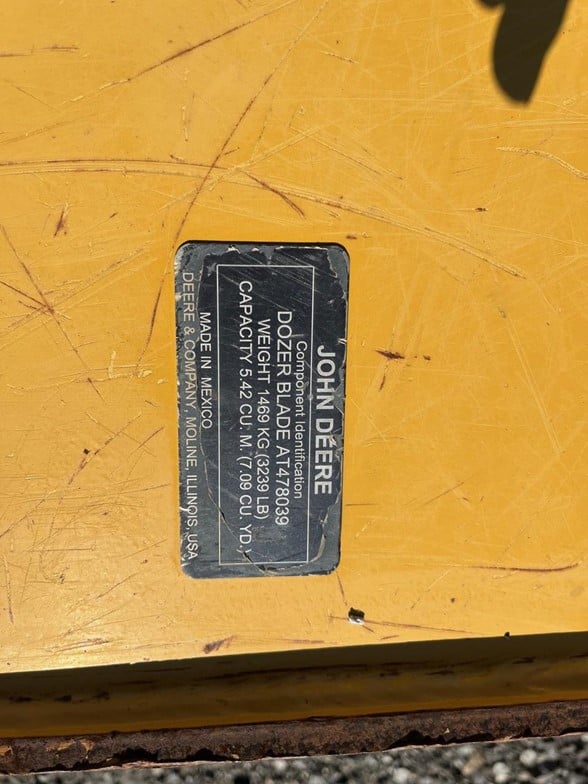 JOHN DEERE
Component Identification
DOZER BLADE AT478039
WEIGHT 1469 KG (3239 LB)
CAPACITY 5.42 CU. M. (7.09 CU. YD.)
MADE IN MEXICO
DEERE & COMPANY, MOLINE, ILLINOIS, USA